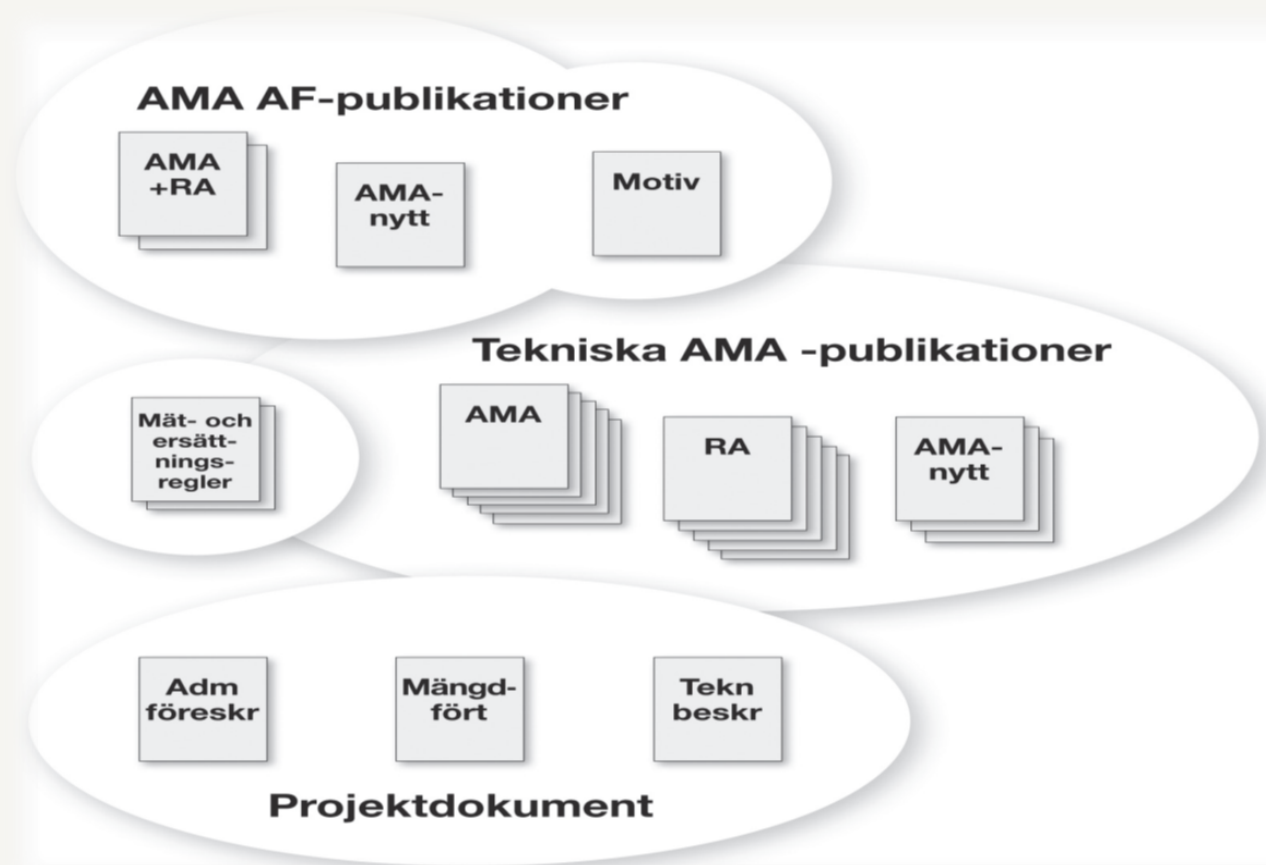 AMA AF-publikationer
AMA
+RA
AMA-
nytt
Motiv
Tekniska AMA -publikationer
Mät- och
ersätt-
nings-
regler
AMA
RA
AMA-
nytt
Adm
föreskr
Mängd-
fört
Tekn
beskr
Projektdokument